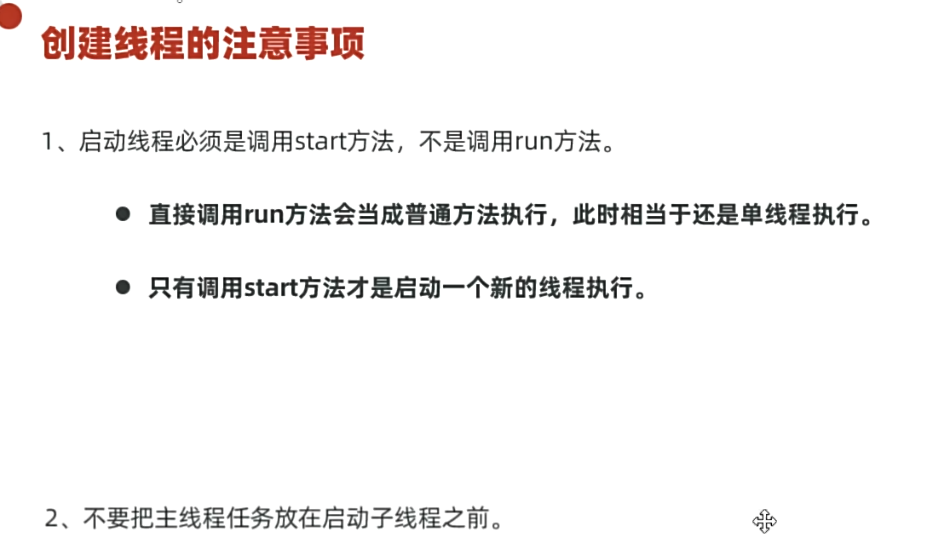 创建线程的注意事项
1、启动线程必须是调用start方法，不是调用run方法。
● 直接调用run方法会当成普通方法执行，此时相当于还是单线程执行。
● 只有调用start方法才是启动一个新的线程执行。
2、不要把主线程任务放在启动子线程之前。